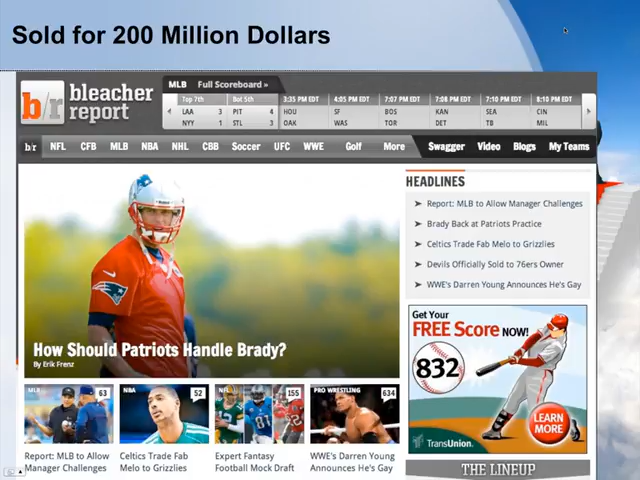 Sold for 200 Million Dollars
b/r bleacher report
MLB Full Scoreboard »
Top 7th Bot 5th 3:35 PM EDT 4:05 PM EDT 7:07 PM EDT 7:08 PM EDT 7:10 PM EDT 8:10 PM EDT
LAA 3 PIT 4 HOU SF BOS KAN SEA CIN
NYY 1 STL 3 OAK WAS TOR DET TB MIL
b/r NFL CFB MLB NBA NHL CBB Soccer UFC WWE Golf More Swagger Video Blogs My Teams
How Should Patriots Handle Brady?
By Erik Frenz
HEADLINES
Report: MLB to Allow Manager Challenges
Brady Back at Patriots Practice
Celtics Trade Fab Melo to Grizzlies
Devils Officially Sold to 76ers Owner
WWE's Darren Young Announces He's Gay
Get Your
FREE Score NOW!
832
LEARN MORE
TransUnion.
MLB 63 NBA 52 NFL 155 PRO WRESTLING 634
Report: MLB to Allow Manager Challenges
Celtics Trade Fab Melo to Grizzlies
Expert Fantasy Football Mock Draft
WWE's Darren Young Announces He's Gay
THE LINEUP